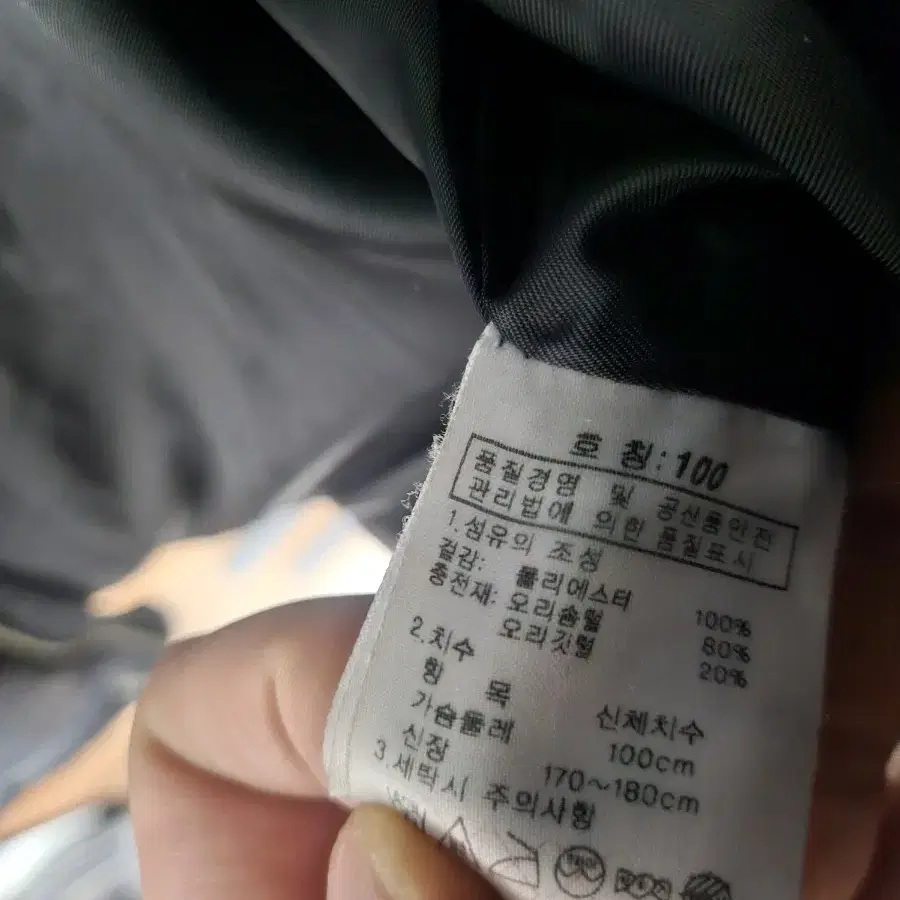 호 칭:100
품질경영 및 공산품안전
관리법에 의한 품질표시
1.섬유의 조성
겉감: 폴리에스터 100%
충전재: 오리솜털 80%
오리깃털 20%
2.치수
항 목 신체치수
가슴둘레 100cm
신장 170~180cm
3.세탁시 주의사항